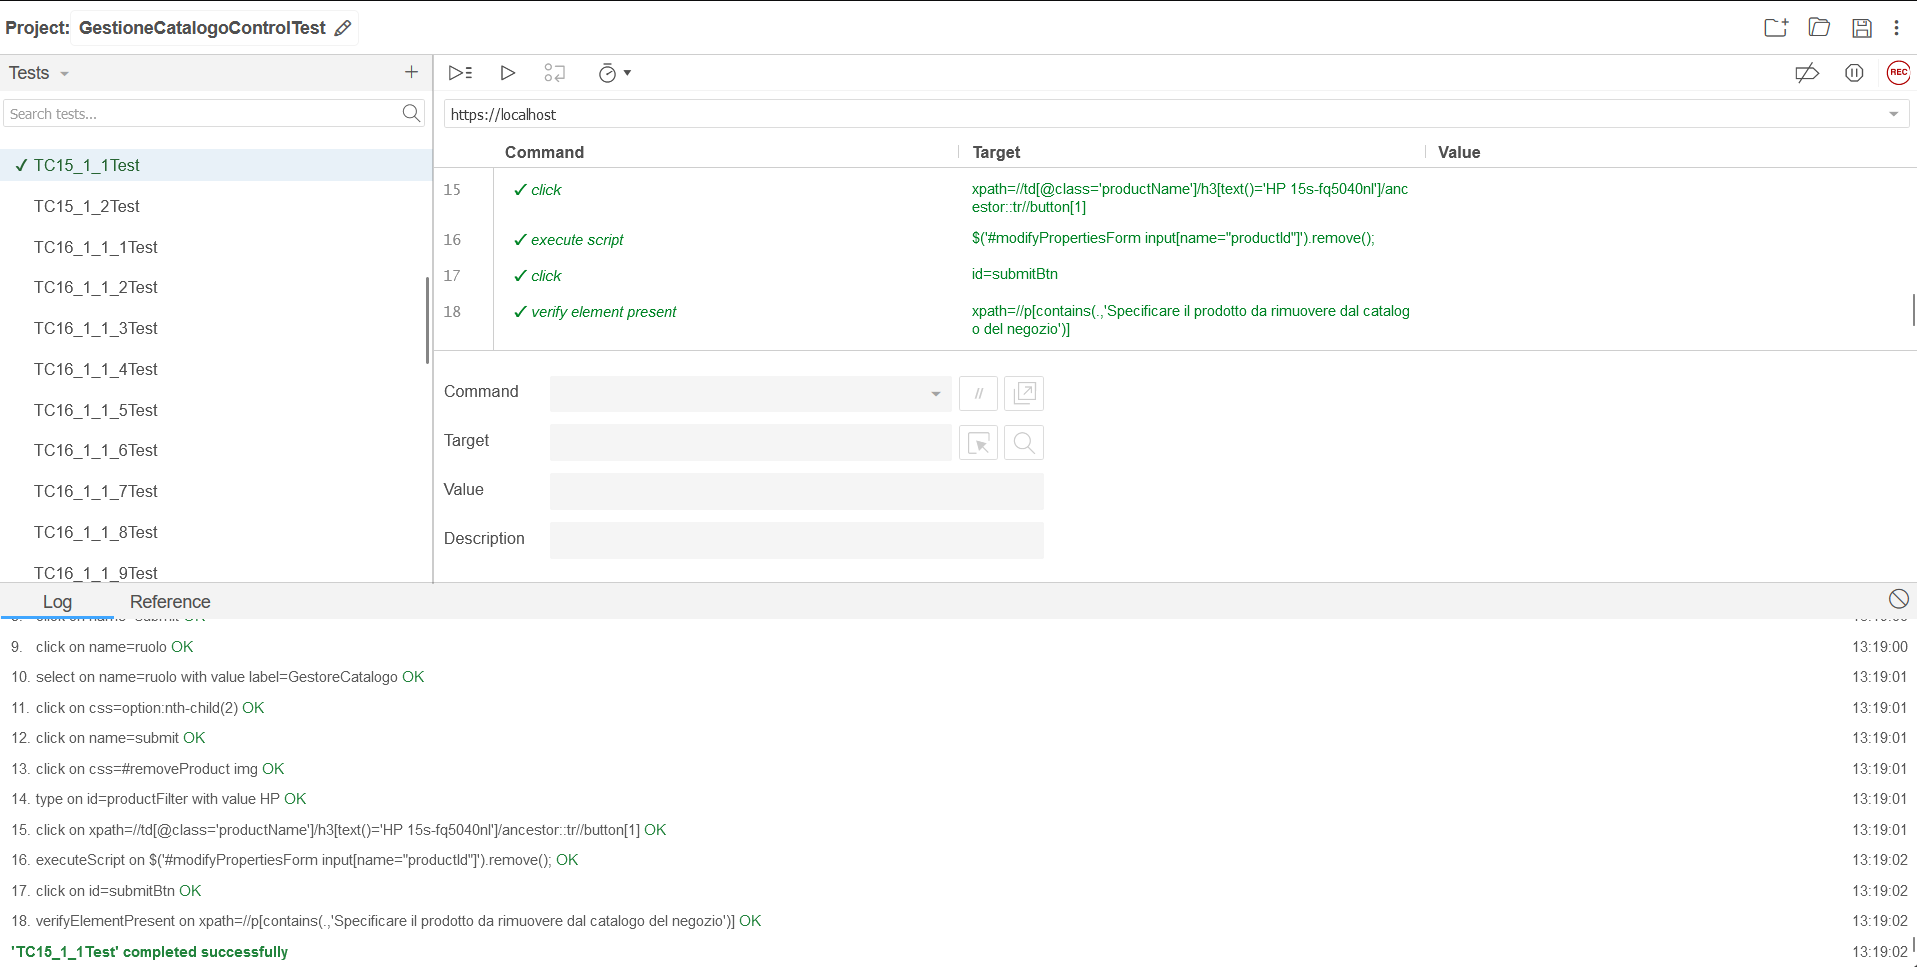 Project: GestioneCatalogoControlTest
Tests
Search tests...
TC15_1_1Test
TC15_1_2Test
TC16_1_1_1Test
TC16_1_1_2Test
TC16_1_1_3Test
TC16_1_1_4Test
TC16_1_1_5Test
TC16_1_1_6Test
TC16_1_1_7Test
TC16_1_1_8Test
TC16_1_1_9Test
REC
https://localhost
Command Target Value
15 ✓ click xpath=//td[@class='productName']/h3[text()='HP 15s-fq5040nl']/anc
estor::tr//button[1]
16 ✓ execute script $('#modifyPropertiesForm input[name="productId"]').remove();
17 ✓ click id=submitBtn
18 ✓ verify element present xpath=//p[contains(.,'Specificare il prodotto da rimuovere dal catalog
o del negozio')]
Command //
Target
Value
Description
Log Reference
8. click on name=submit OK 13:19:00
9. click on name=ruolo OK 13:19:00
10. select on name=ruolo with value label=GestoreCatalogo OK 13:19:01
11. click on css=option:nth-child(2) OK 13:19:01
12. click on name=submit OK 13:19:01
13. click on css=#removeProduct img OK 13:19:01
14. type on id=productFilter with value HP OK 13:19:01
15. click on xpath=//td[@class='productName']/h3[text()='HP 15s-fq5040nl']/ancestor::tr//button[1] OK 13:19:01
16. executeScript on $('#modifyPropertiesForm input[name="productId"]').remove(); OK 13:19:02
17. click on id=submitBtn OK 13:19:02
18. verifyElementPresent on xpath=//p[contains(.,'Specificare il prodotto da rimuovere dal catalogo del negozio')] OK 13:19:02
'TC15_1_1Test' completed successfully 13:19:02